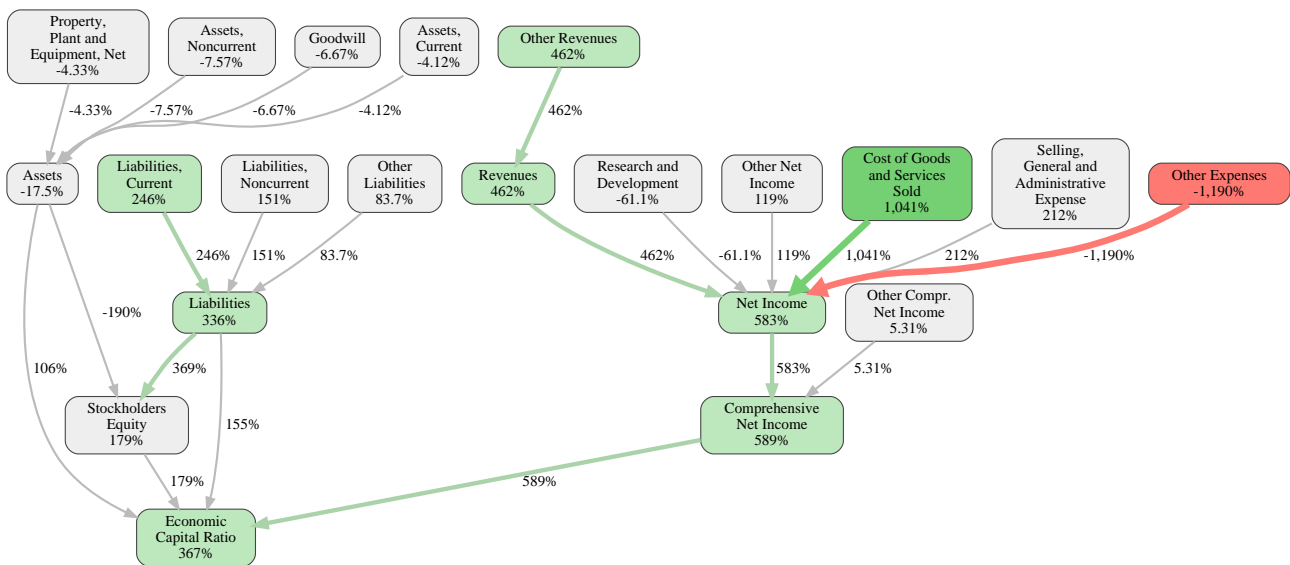 Property,
Plant and
Equipment, Net
-4.33%
Assets,
Noncurrent
-7.57%
Goodwill
-6.67%
Assets,
Current
-4.12%
Other Revenues
462%
-4.33%
-7.57%
-6.67%
-4.12%
462%
Assets
-17.5%
Liabilities,
Current
246%
Liabilities,
Noncurrent
151%
Other
Liabilities
83.7%
Revenues
462%
Research and
Development
-61.1%
Other Net
Income
119%
Cost of Goods
and Services
Sold
1,041%
Selling,
General and
Administrative
Expense
212%
Other Expenses
-1,190%
246%
151%
83.7%
462%
-61.1%
119%
1,041%
212%
-1,190%
Liabilities
336%
Net Income
583%
Other Compr.
Net Income
5.31%
-190%
106%
369%
583%
5.31%
Stockholders
Equity
179%
155%
Comprehensive
Net Income
589%
179%
589%
Economic
Capital Ratio
367%